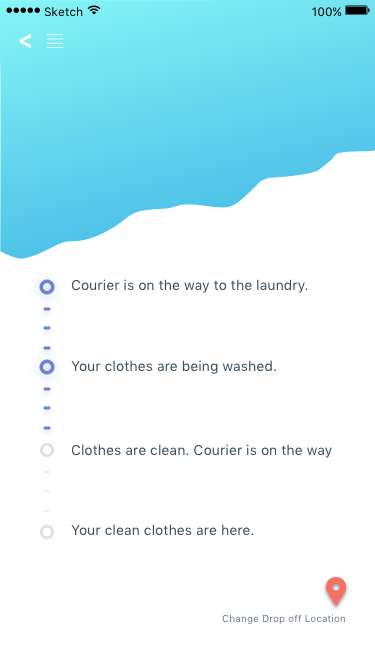 Sketch 100%
Courier is on the way to the laundry.
Your clothes are being washed.
Clothes are clean. Courier is on the way
Your clean clothes are here.
Change Drop off Location